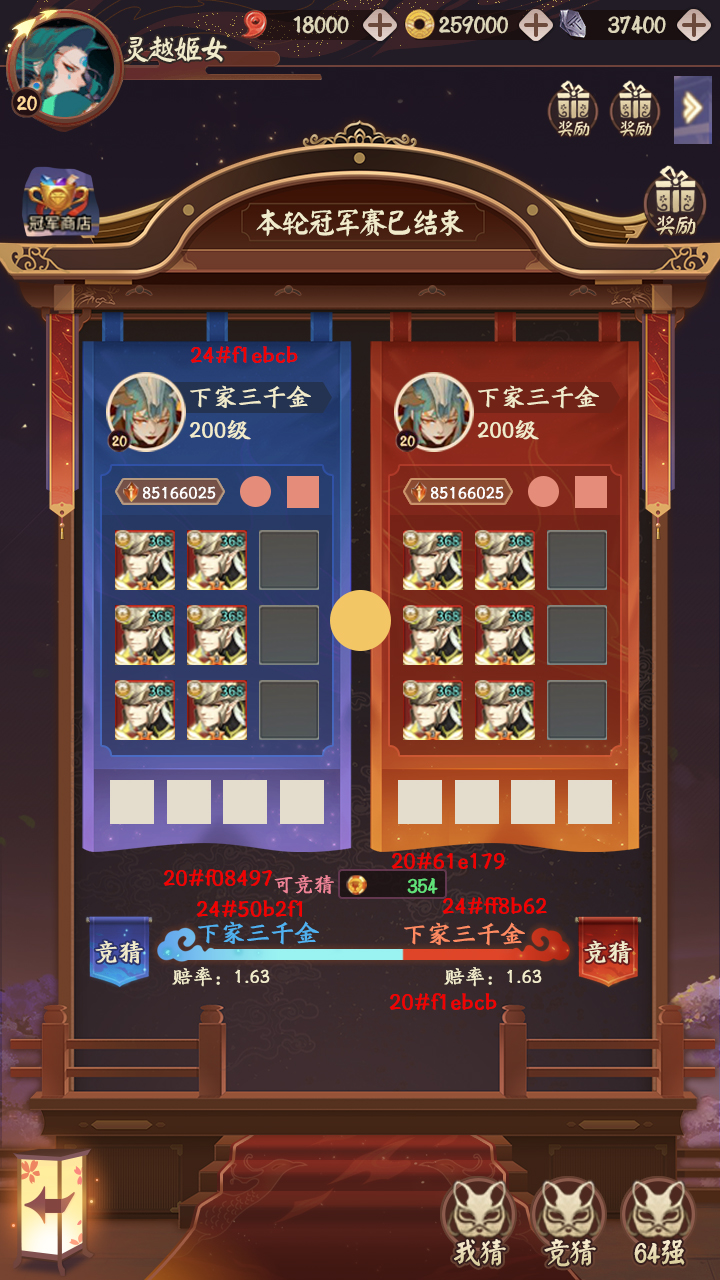 灵越姬女
18000
259000
37400
20
奖励
奖励
冠军商店
奖励
本轮冠军赛已结束
24#f1ebcb
下家三千金
200级
20
下家三千金
200级
20
85166025
85166025
368
368
368
368
368
368
368
368
368
368
368
368
20#61e179
20#f08497
可竞猜
354
24#50b2f1
24#ff8b62
竞猜
下家三千金
下家三千金
竞猜
赔率：1.63
赔率：1.63
20#f1ebcb
我猜
竞猜
64强